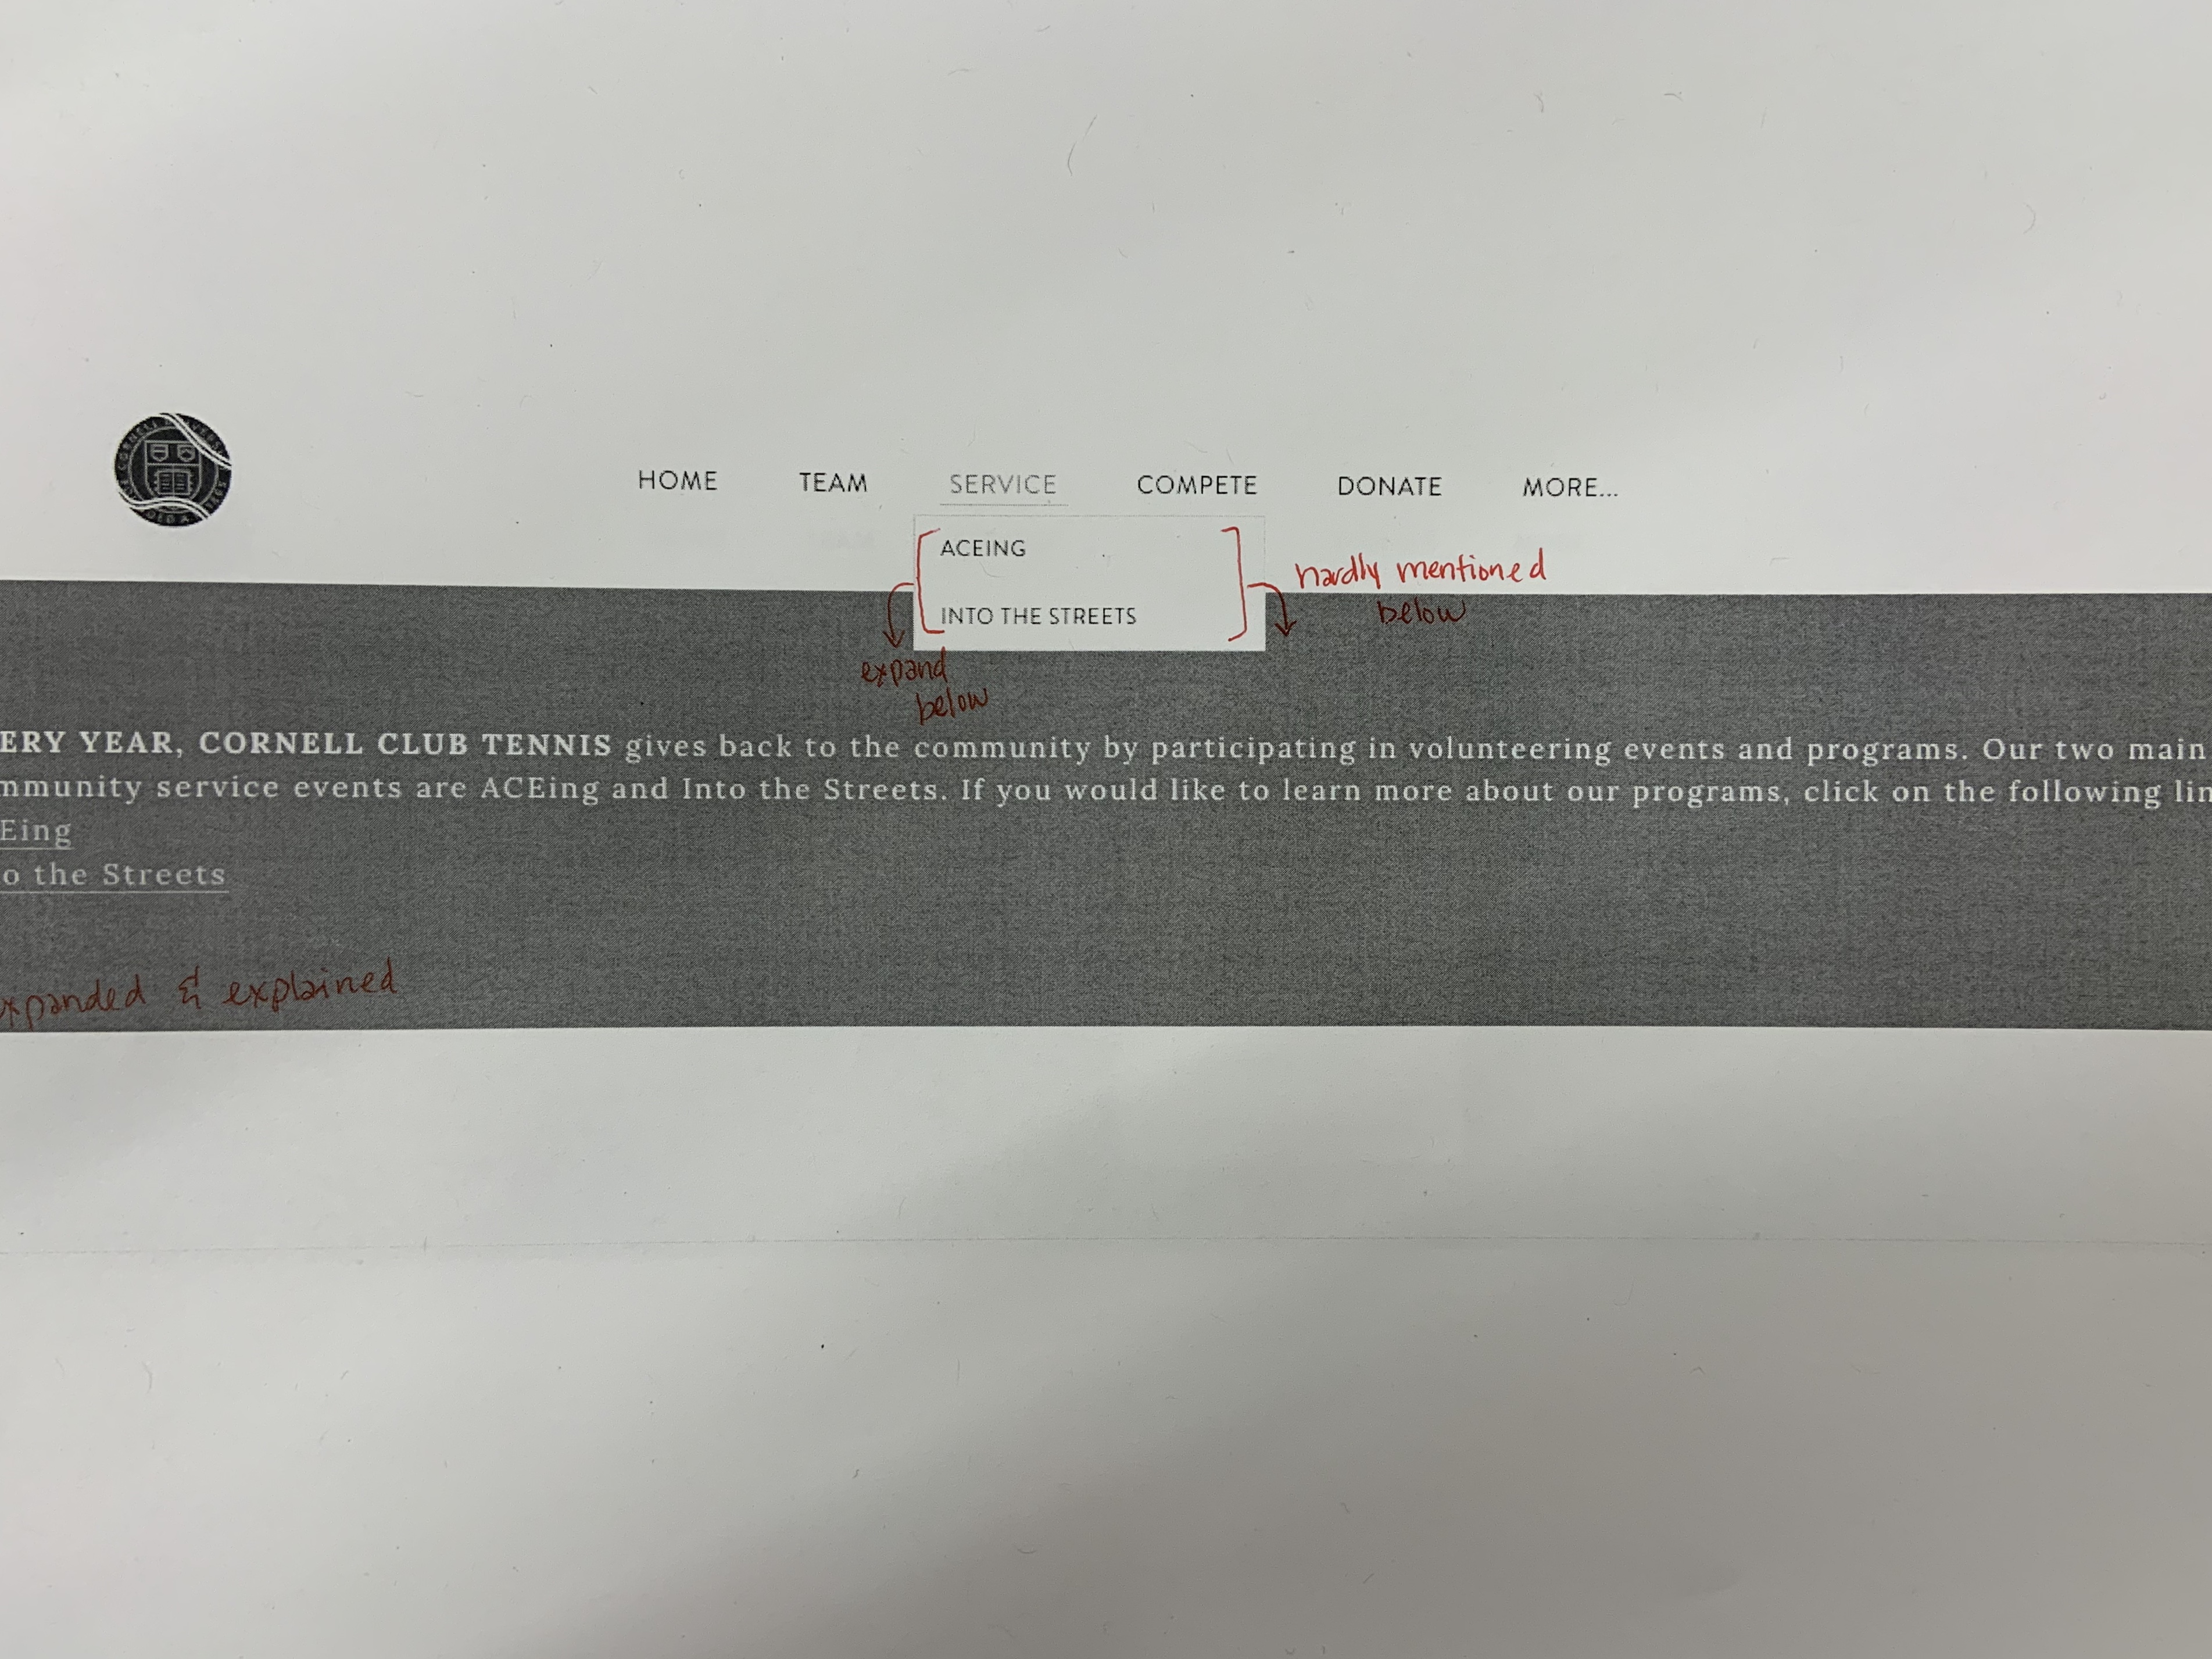 HOME TEAM SERVICE COMPETE DONATE MORE...
ACEING
INTO THE STREETS
hardly mentioned
below
expand
below
ERY YEAR, CORNELL CLUB TENNIS gives back to the community by participating in volunteering events and programs. Our two main
mmunity service events are ACEing and Into the Streets. If you would like to learn more about our programs, click on the following lin
Eing
o the Streets
xpanded & explained